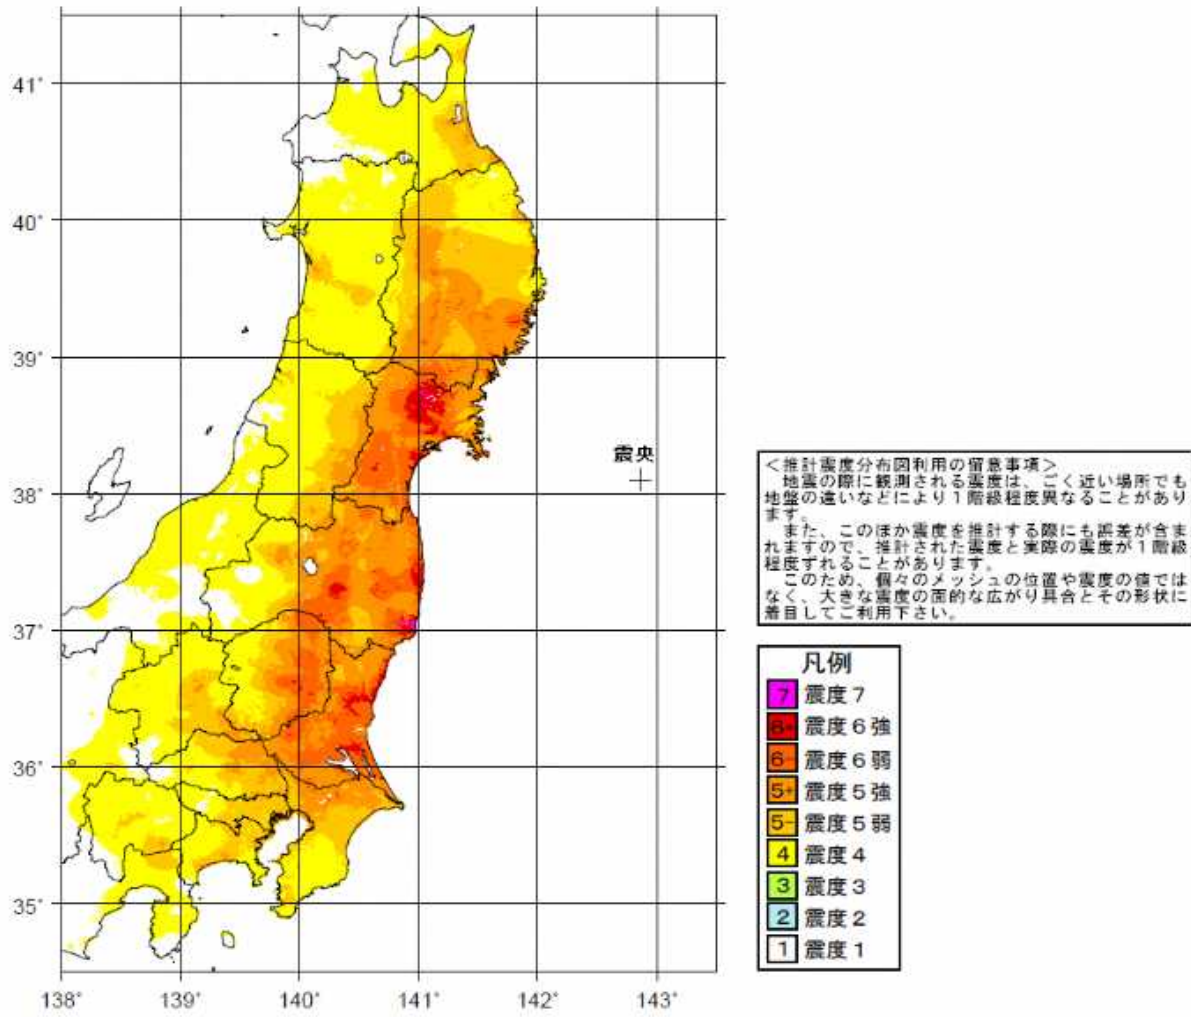 41°
40°
39°
38°
37°
36°
35°
138°
139°
140°
141°
142°
143°
震央
＜推計震度分布図利用の留意事項＞
　地震の際に観測される震度は、ごく近い場所でも
地盤の違いなどにより１階級程度異なることがあり
ます。
　また、このほか震度を推計する際にも誤差が含ま
れますので、推計された震度と実際の震度が１階級
程度ずれることがあります。
　このため、個々のメッシュの位置や震度の値では
なく、大きな震度の面的な広がり具合とその形状に
着目してご利用下さい。
凡例
7 震度７
6+ 震度６強
6- 震度６弱
5+ 震度５強
5- 震度５弱
4 震度４
3 震度３
2 震度２
1 震度１